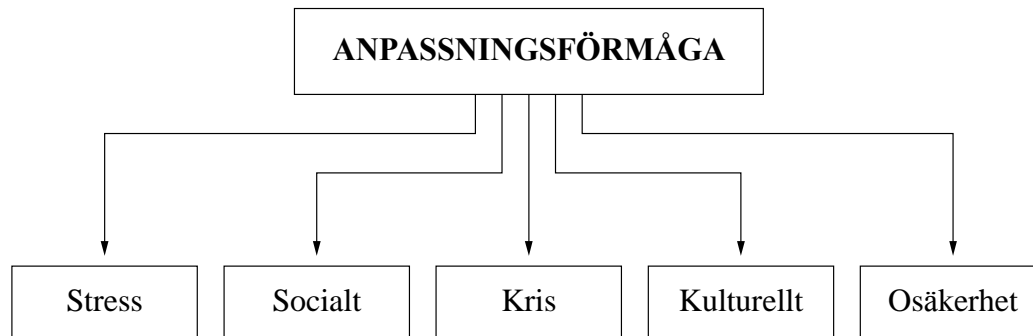 ANPASSNINGSFÖRMÅGA
Stress
Socialt
Kris
Kulturellt
Osäkerhet